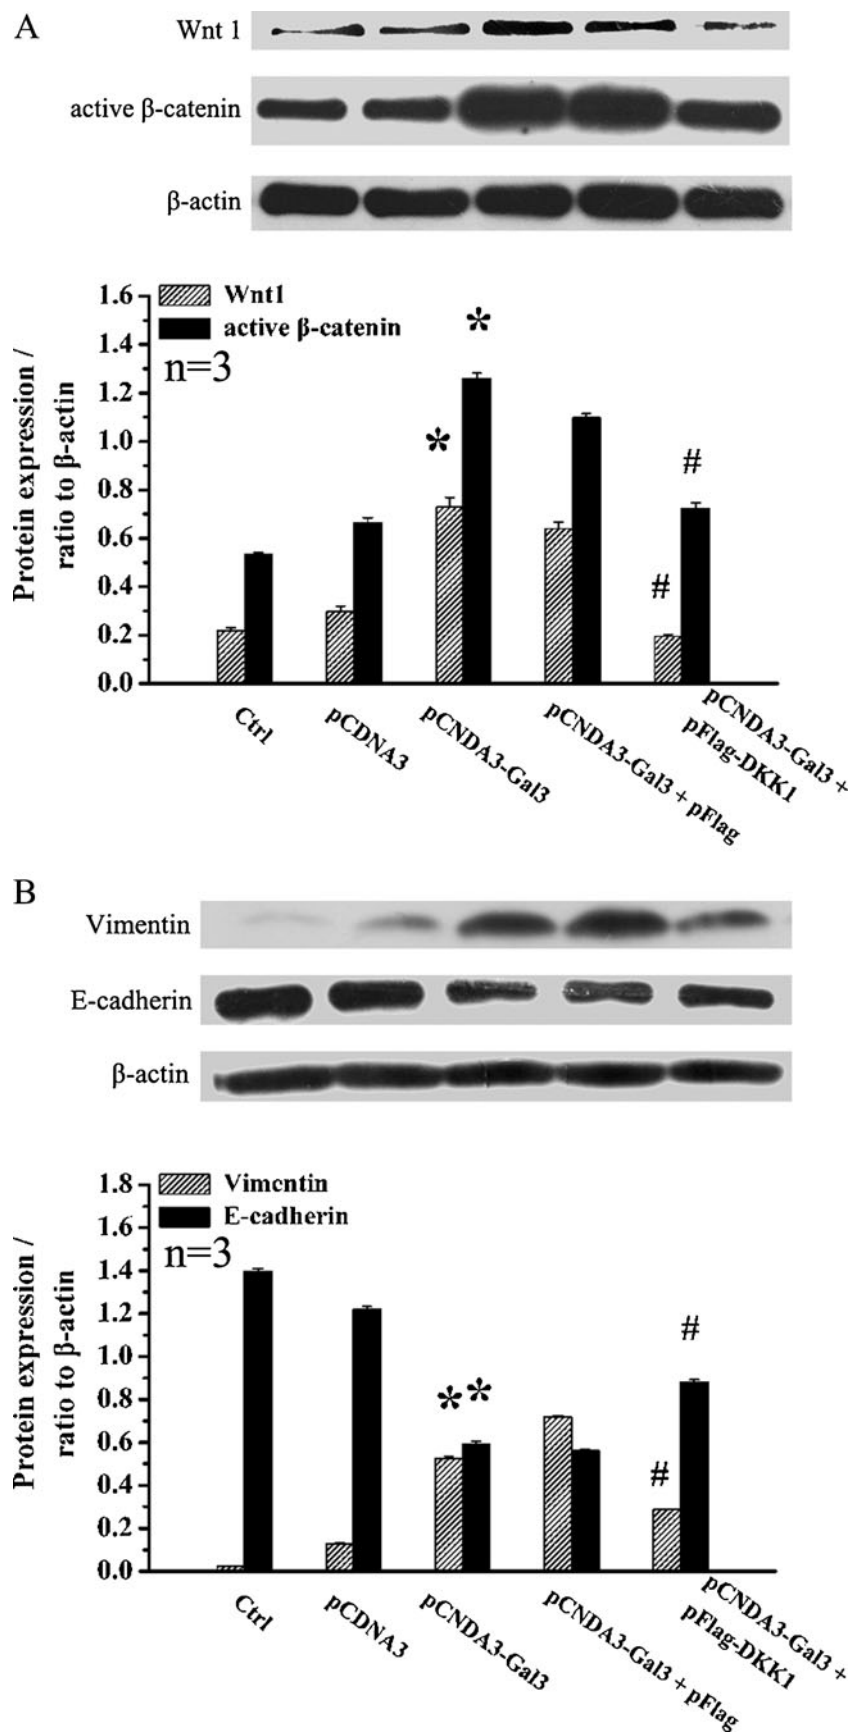 A
Wnt 1
active β-catenin
β-actin
Wnt1
active β-catenin
n=3
Protein expression /
ratio to β-actin
1.6
1.4
1.2
1.0
0.8
0.6
0.4
0.2
0.0
*
*
#
#
Ctrl
pCDNA3
pCNDA3-Gal3
pCNDA3-Gal3 + pFlag
pCNDA3-Gal3 +
pFlag-DKK1
B
Vimentin
E-cadherin
β-actin
Vimentin
E-cadherin
n=3
Protein expression /
ratio to β-actin
1.8
1.6
1.4
1.2
1.0
0.8
0.6
0.4
0.2
0.0
* *
#
#
Ctrl
pCDNA3
pCNDA3-Gal3
pCNDA3-Gal3 + pFlag
pCNDA3-Gal3 +
pFlag-DKK1